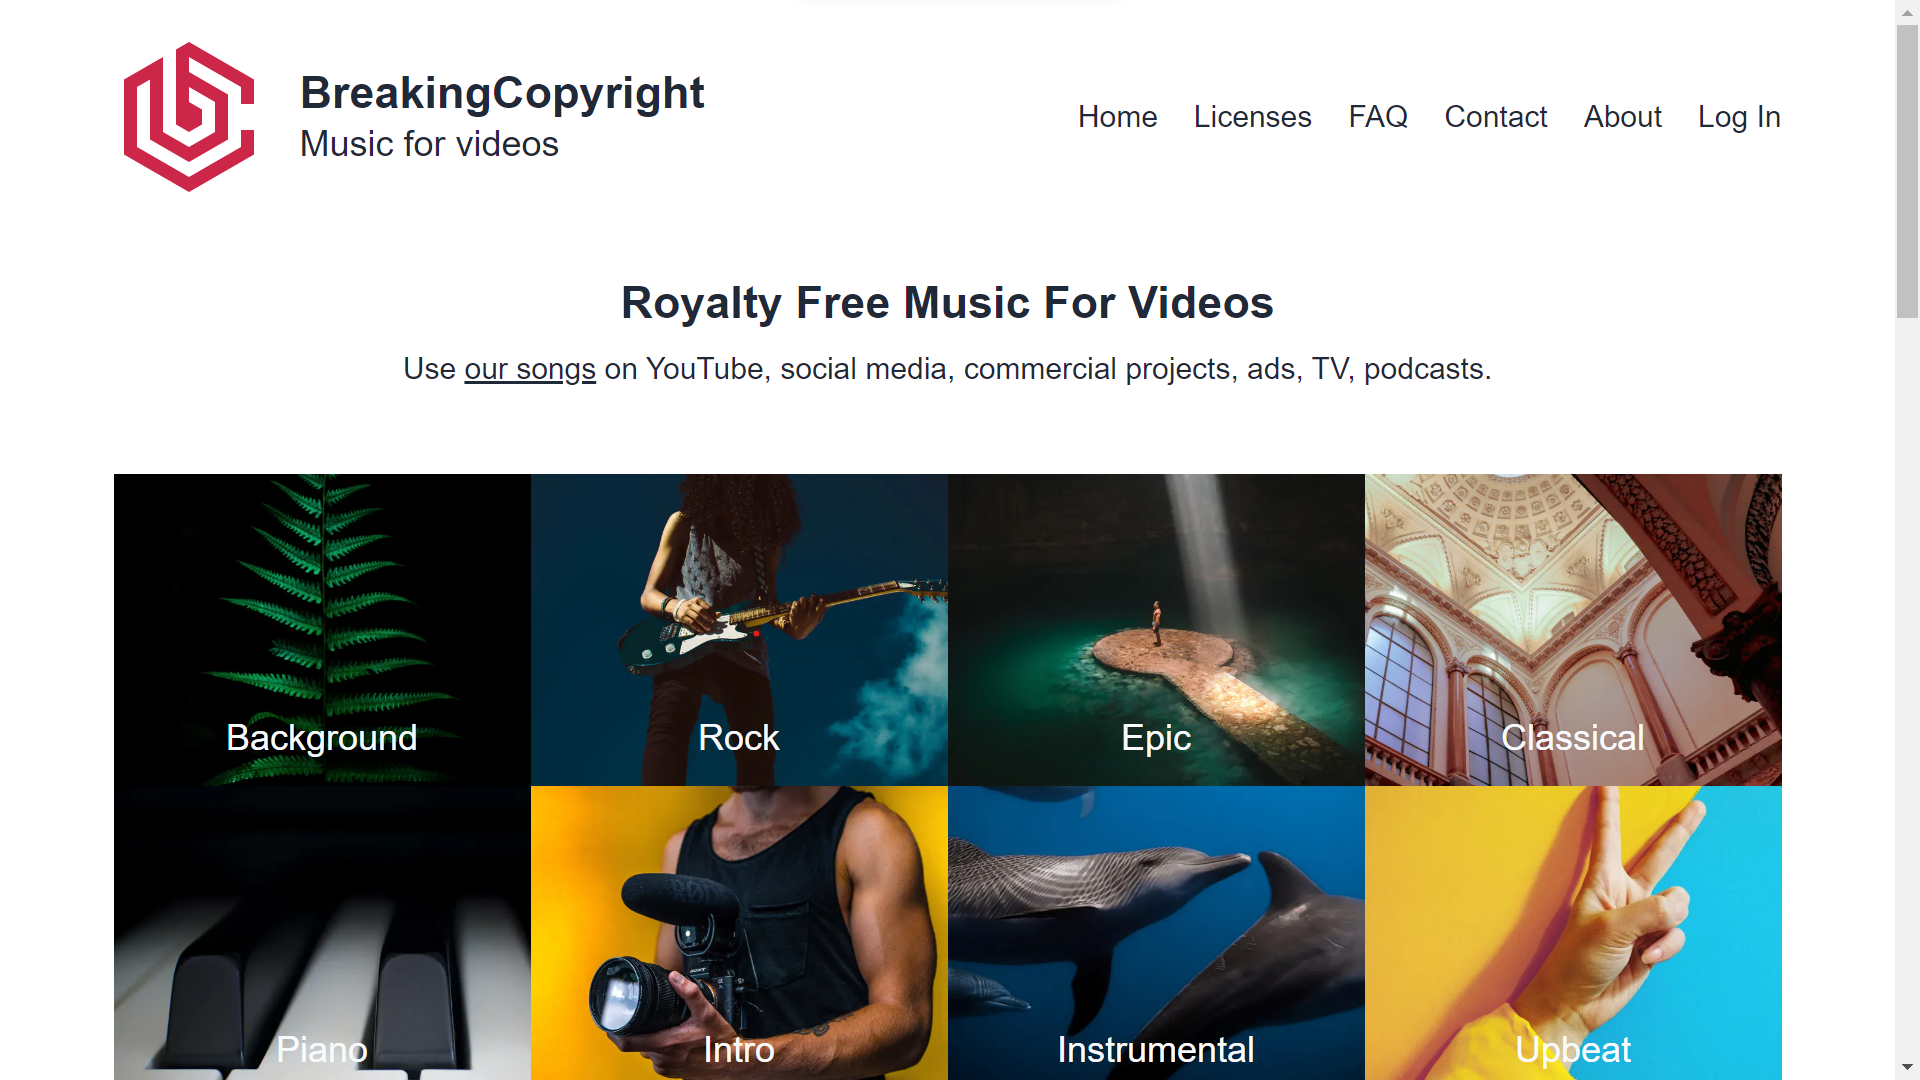 BreakingCopyright
Music for videos
Home Licenses FAQ Contact About Log In
Royalty Free Music For Videos
Use our songs on YouTube, social media, commercial projects, ads, TV, podcasts.
Background Rock Epic Classical
SONY
Piano Intro Instrumental Upbeat